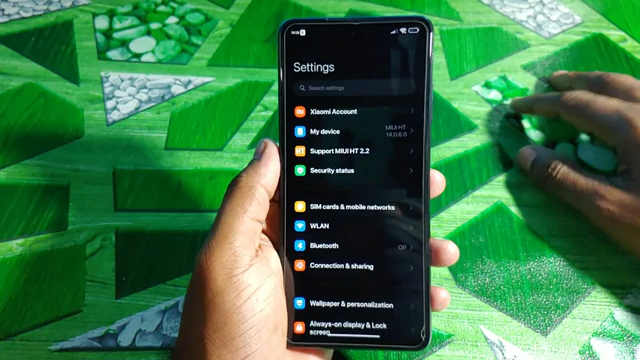 Settings
Search settings
Xiaomi Account
My device
MIUI HT
14.0.6.0
Support MIUI HT 2.2
Security status
SIM cards & mobile networks
WLAN
Bluetooth
Off
Connection & sharing
Wallpaper & personalization
Always-on display & Lock
screen